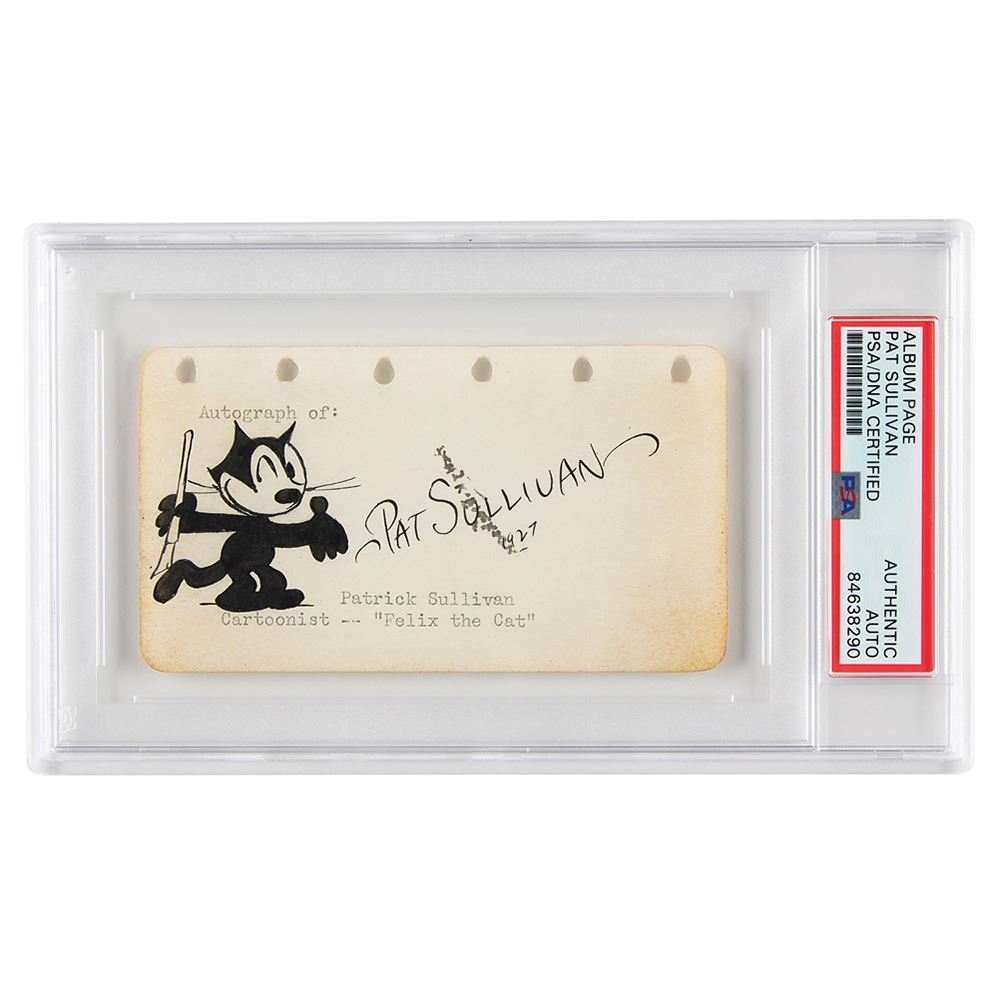 Autograph of:
PAT SULLIVAN
1927
Patrick Sullivan
Cartoonist -- "Felix the Cat"
ALBUM PAGE
PAT SULLIVAN
PSA/DNA CERTIFIED
PSA
AUTHENTIC
AUTO
84638290